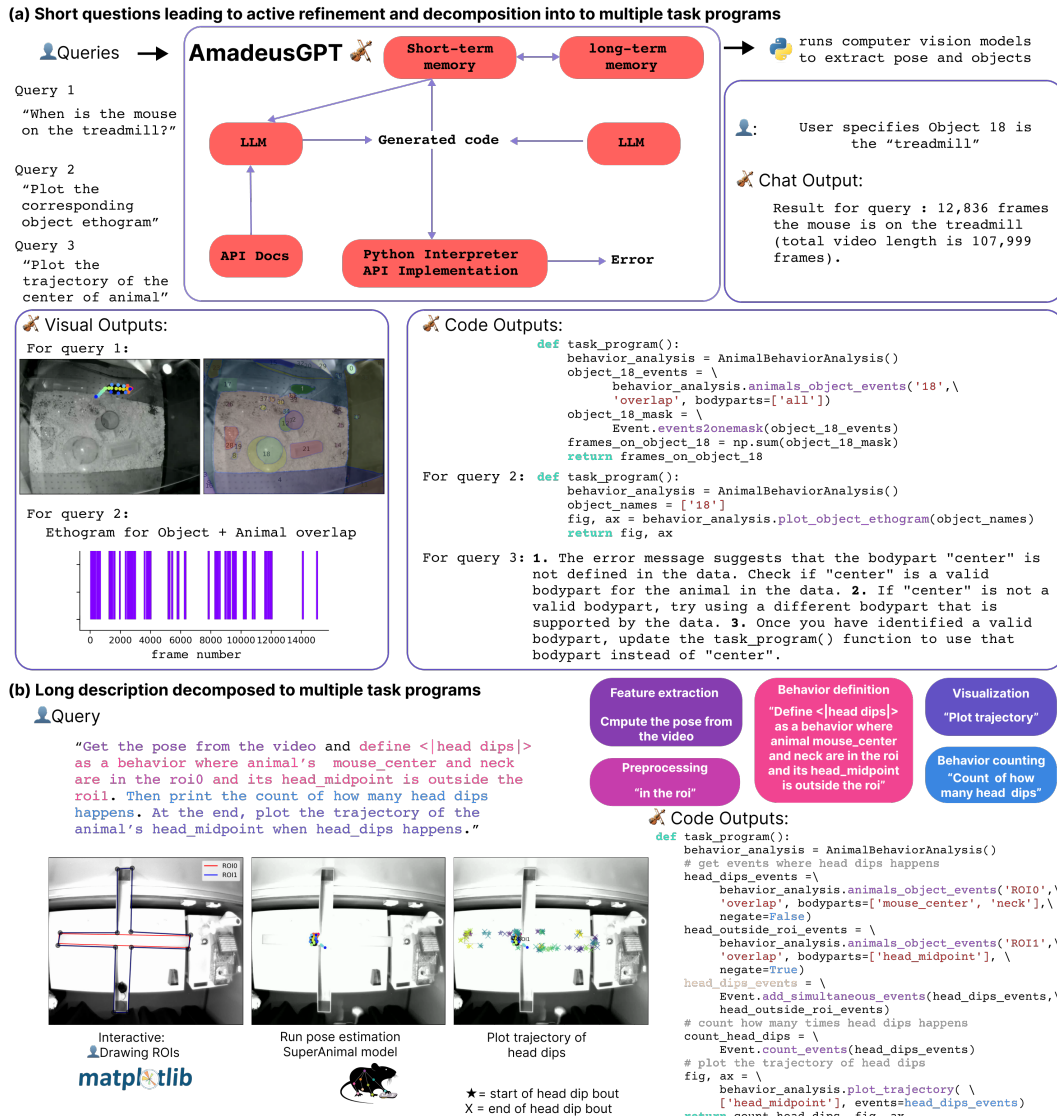 (a) Short questions leading to active refinement and decomposition into to multiple task programs
Queries
AmadeusGPT
Short-term
memory
long-term
memory
runs computer vision models
to extract pose and objects
Query 1
“When is the mouse
on the treadmill?”
Query 2
“Plot the
corresponding
object ethogram”
Query 3
“Plot the
trajectory of the
center of animal”
LLM
Generated code
LLM
API Docs
Python Interpreter
API Implementation
Error
:
User specifies Object 18 is
the “treadmill”
Chat Output:
Result for query : 12,836 frames
the mouse is on the treadmill
(total video length is 107,999
frames).
Visual Outputs:
For query 1:
18
21
For query 2:
Ethogram for Object + Animal overlap
0 2000 4000 6000 8000 10000 12000 14000
frame number
Code Outputs:
def task_program():
behavior_analysis = AnimalBehaviorAnalysis()
object_18_events = \
behavior_analysis.animals_object_events('18',\
'overlap', bodyparts=['all'])
object_18_mask = \
Event.events2onemask(object_18_events)
frames_on_object_18 = np.sum(object_18_mask)
return frames_on_object_18
For query 2: def task_program():
behavior_analysis = AnimalBehaviorAnalysis()
object_names = ['18']
fig, ax = behavior_analysis.plot_object_ethogram(object_names)
return fig, ax
For query 3: 1. The error message suggests that the bodypart "center" is
not defined in the data. Check if "center" is a valid
bodypart for the animal in the data. 2. If "center" is not a
valid bodypart, try using a different bodypart that is
supported by the data. 3. Once you have identified a valid
bodypart, update the task_program() function to use that
bodypart instead of "center".
(b) Long description decomposed to multiple task programs
Query
“Get the pose from the video and define <|head dips|>
as a behavior where animal’s mouse_center and neck
are in the roi0 and its head_midpoint is outside the
roi1. Then print the count of how many head dips
happens. At the end, plot the trajectory of the
animal’s head_midpoint when head_dips happens.”
Feature extraction
Cmpute the pose from
the video
Preprocessing
“in the roi”
Behavior definition
“Define <|head dips|>
as a behavior where
animal mouse_center
and neck are in the roi
and its head_midpoint
is outside the roi”
Visualization
“Plot trajectory”
Behavior counting
“Count of how
many head dips”
ROI0
ROI1
ROI1
Interactive:
Drawing ROIs
matplotlib
Run pose estimation
SuperAnimal model
Plot trajectory of
head dips
★= start of head dip bout
X = end of head dip bout
Code Outputs:
def task_program():
behavior_analysis = AnimalBehaviorAnalysis()
# get events where head dips happens
head_dips_events =\
behavior_analysis.animals_object_events('ROI0',\
'overlap', bodyparts=['mouse_center', 'neck'],\
negate=False)
head_outside_roi_events = \
behavior_analysis.animals_object_events('ROI1',\
'overlap', bodyparts=['head_midpoint'], \
negate=True)
head_dips_events = \
Event.add_simultaneous_events(head_dips_events,\
head_outside_roi_events)
# count how many times head dips happens
count_head_dips = \
Event.count_events(head_dips_events)
# plot the trajectory of head dips
fig, ax = \
behavior_analysis.plot_trajectory( \
['head_midpoint'], events=head_dips_events)
return count_head_dips, fig, ax